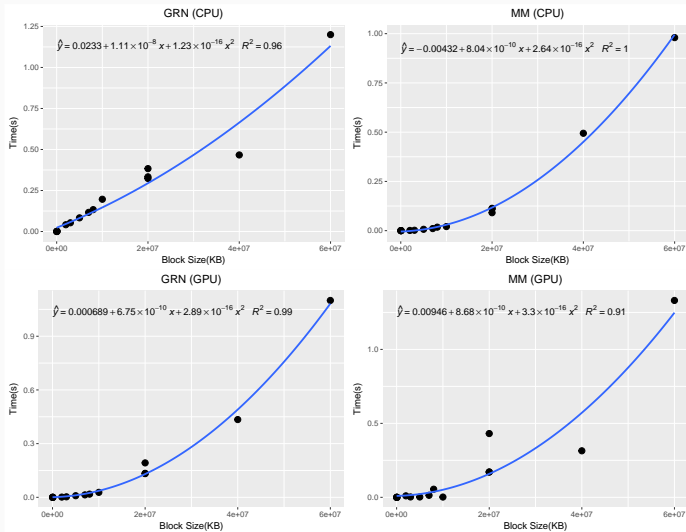 GRN (CPU)
ŷ = 0.0233 + 1.11×10⁻⁸ x + 1.23×10⁻¹⁶ x² R² = 0.96
Time(s)
1.25
1.00
0.75
0.50
0.25
0.00
0e+00 2e+07 4e+07 6e+07
Block Size(KB)
MM (CPU)
ŷ = −0.00432 + 8.04×10⁻¹⁰ x + 2.64×10⁻¹⁶ x² R² = 1
Time(s)
1.00
0.75
0.50
0.25
0.00
0e+00 2e+07 4e+07 6e+07
Block Size(KB)
GRN (GPU)
ŷ = 0.000689 + 6.75×10⁻¹⁰ x + 2.89×10⁻¹⁶ x² R² = 0.99
Time(s)
0.9
0.6
0.3
0.0
0e+00 2e+07 4e+07 6e+07
Block Size(KB)
MM (GPU)
ŷ = 0.00946 + 8.68×10⁻¹⁰ x + 3.3×10⁻¹⁶ x² R² = 0.91
Time(s)
1.0
0.5
0.0
0e+00 2e+07 4e+07 6e+07
Block Size(KB)